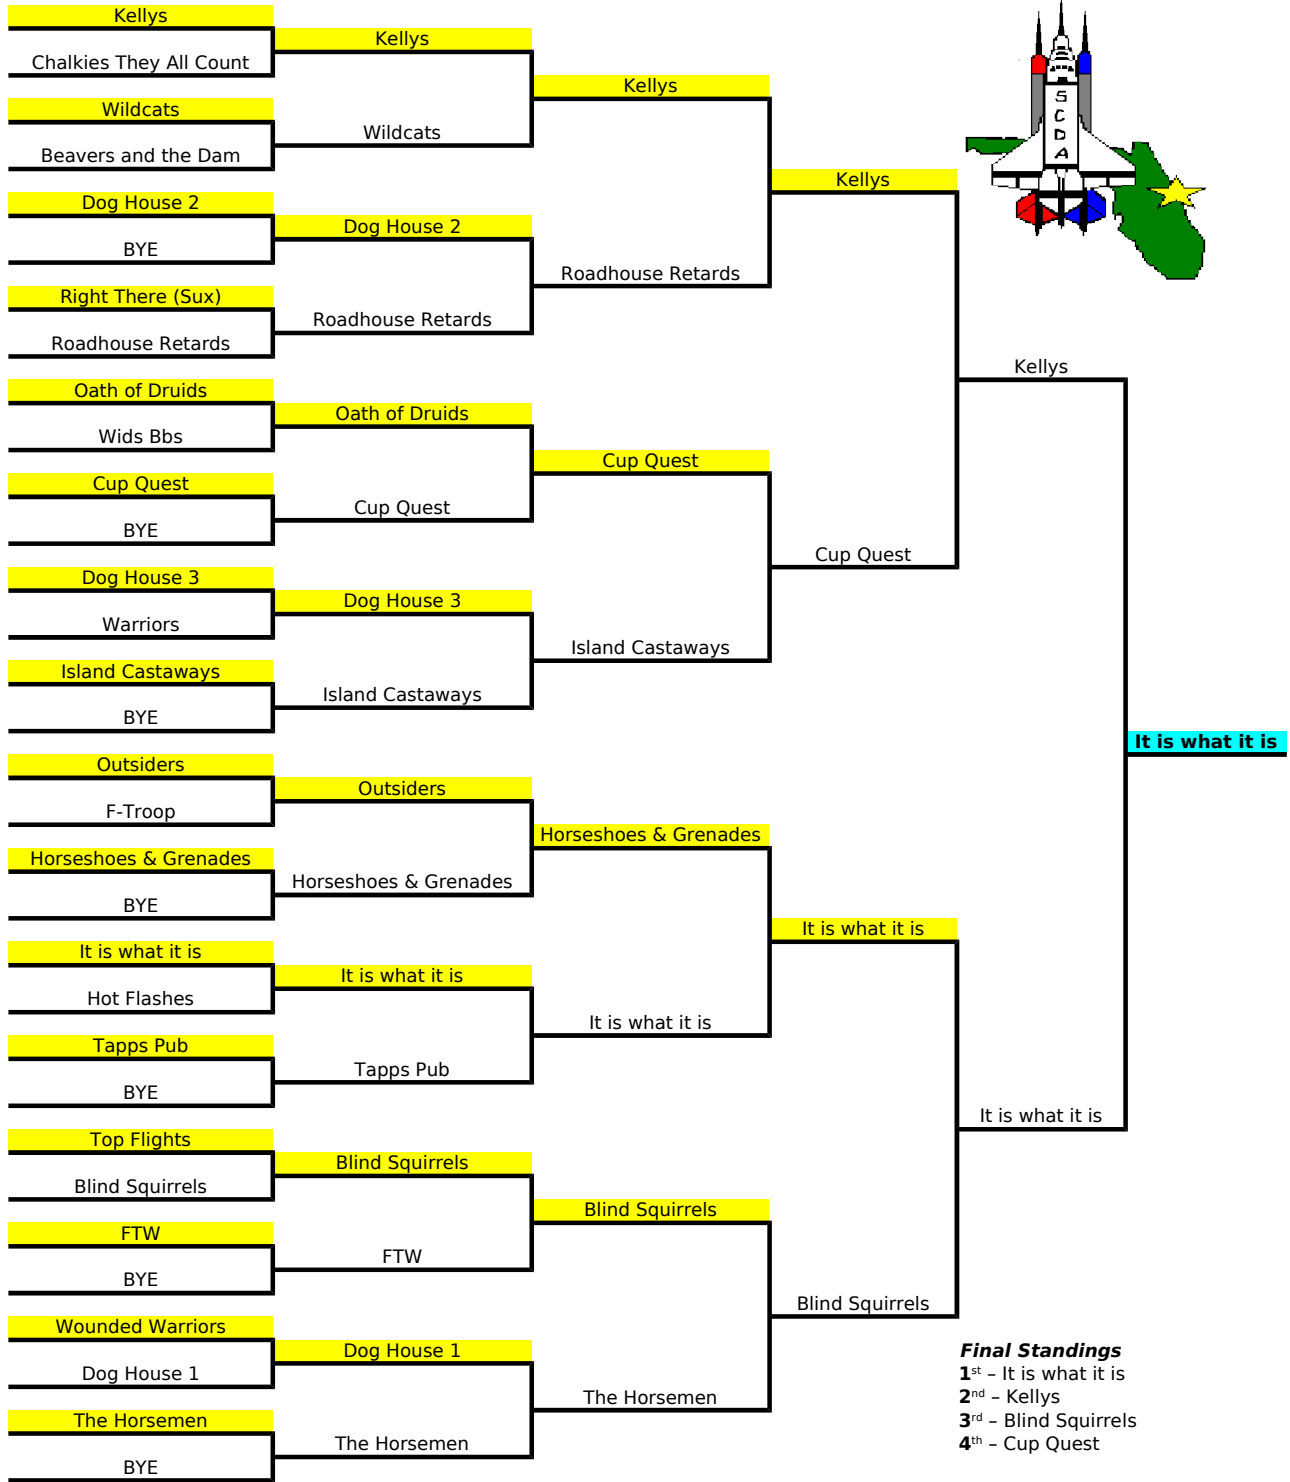 Kellys
Chalkies They All Count
Wildcats
Beavers and the Dam
Dog House 2
BYE
Right There (Sux)
Roadhouse Retards
Oath of Druids
Wids Bbs
Cup Quest
BYE
Dog House 3
Warriors
Island Castaways
BYE
Outsiders
F-Troop
Horseshoes & Grenades
BYE
It is what it is
Hot Flashes
Tapps Pub
BYE
Top Flights
Blind Squirrels
FTW
BYE
Wounded Warriors
Dog House 1
The Horsemen
BYE
Kellys
Wildcats
Dog House 2
Roadhouse Retards
Oath of Druids
Cup Quest
Dog House 3
Island Castaways
Outsiders
Horseshoes & Grenades
It is what it is
Tapps Pub
Blind Squirrels
FTW
Dog House 1
The Horsemen
Kellys
Roadhouse Retards
Cup Quest
Island Castaways
Horseshoes & Grenades
It is what it is
Blind Squirrels
The Horsemen
Kellys
Cup Quest
It is what it is
Blind Squirrels
Kellys
It is what it is
It is what it is
SCDA
Final Standings
1st – It is what it is
2nd – Kellys
3rd – Blind Squirrels
4th – Cup Quest